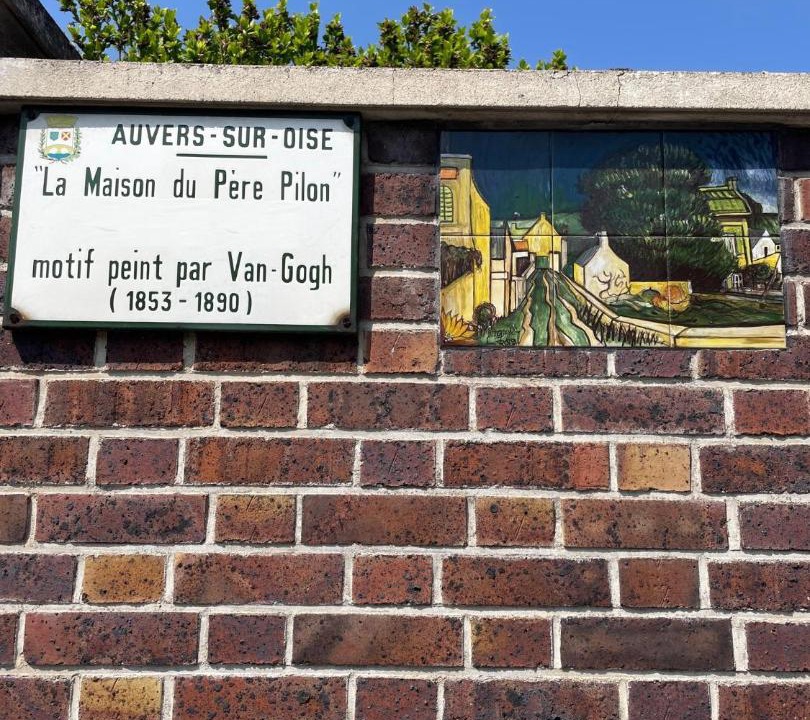 AUVERS-SUR-OISE
"La Maison du Père Pilon"
motif peint par Van-Gogh
(1853-1890)